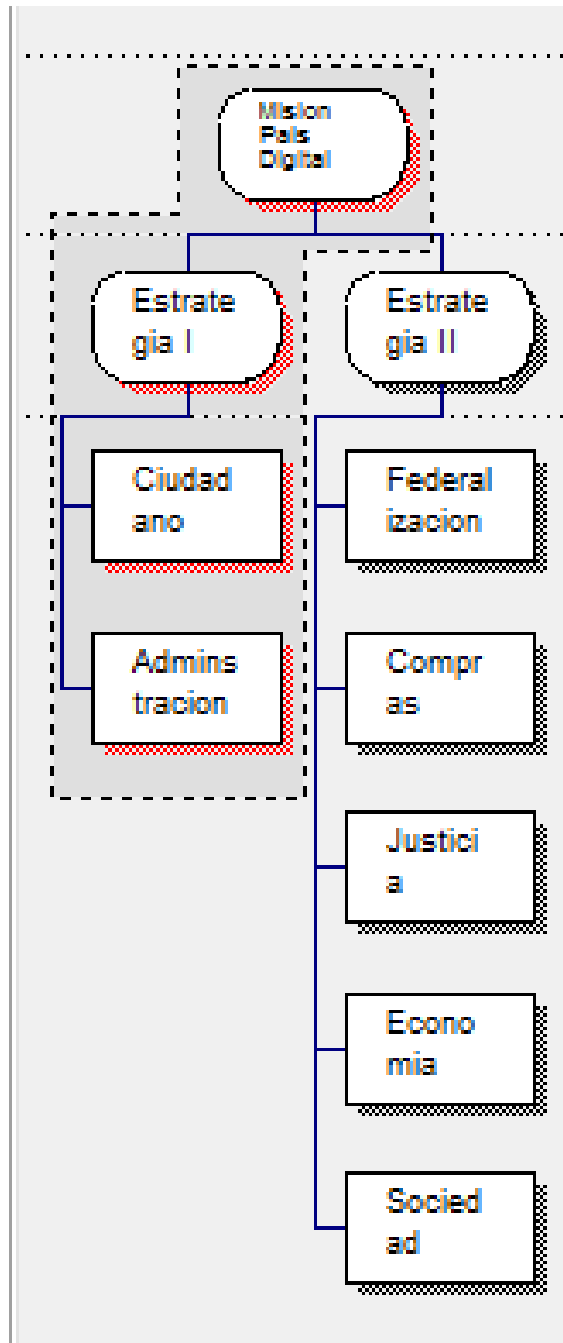 Mision
Pais
Digital
Estrate
gia I
Estrate
gia II
Ciudad
ano
Federal
izacion
Admins
tracion
Compr
as
Justici
a
Econo
mia
Socied
ad